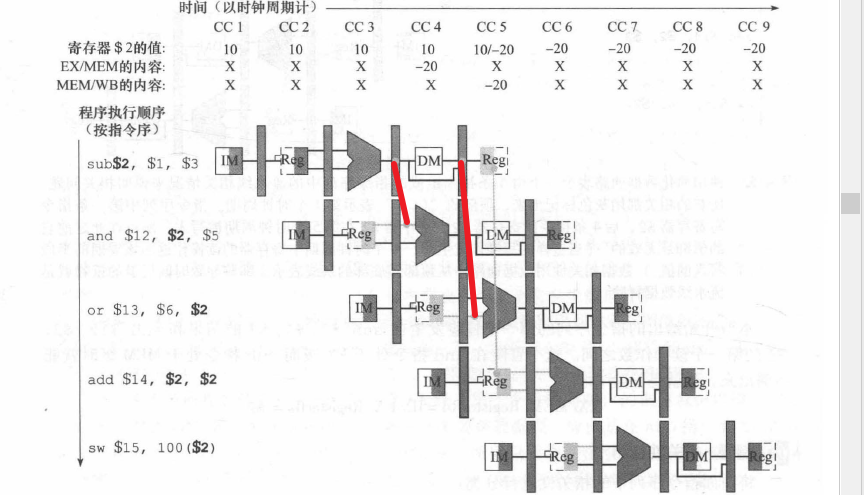 时间（以时钟周期计）
CC 1 CC 2 CC 3 CC 4 CC 5 CC 6 CC 7 CC 8 CC 9
寄存器＄2的值: 10 10 10 10 10/-20 -20 -20 -20 -20
EX/MEM的内容: X X X -20 X X X X X
MEM/WB的内容: X X X X -20 X X X X
程序执行顺序
（按指令序）
sub$2, $1, $3 IM Reg DM Reg
and $12, $2, $5 IM Reg DM Reg
or $13, $6, $2 IM Reg DM Reg
add $14, $2, $2 IM Reg DM Reg
sw $15, 100($2) IM Reg DM Reg